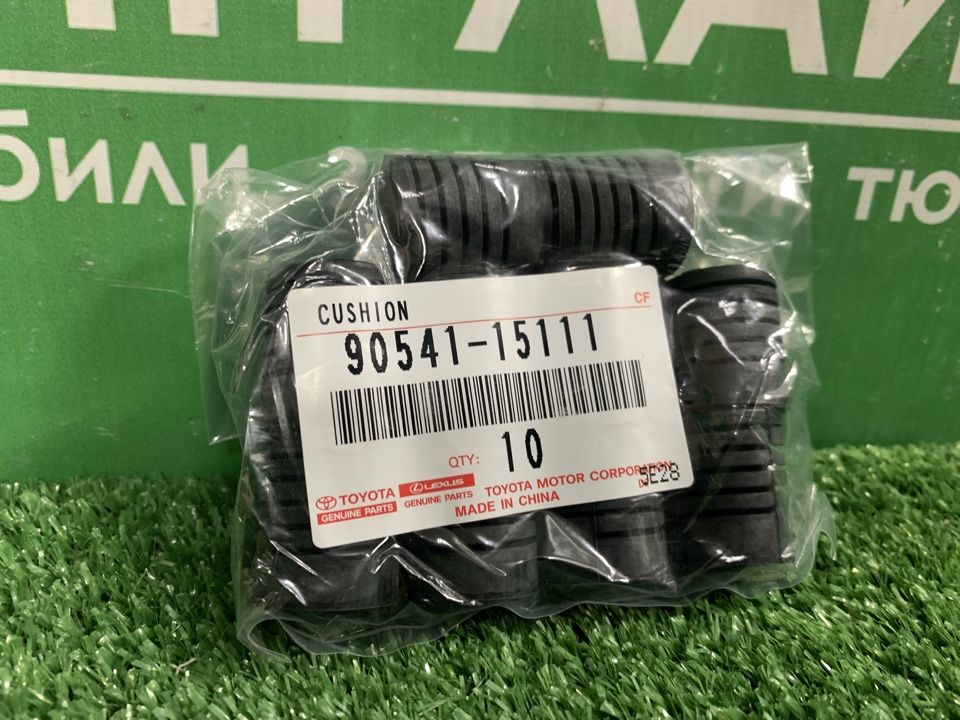 били
тю
CUSHION
CF
90541-15111
QTY: 10
TOYOTA
GENUINE PARTS
LEXUS
GENUINE PARTS
TOYOTA MOTOR CORPORATION
5E28
MADE IN CHINA